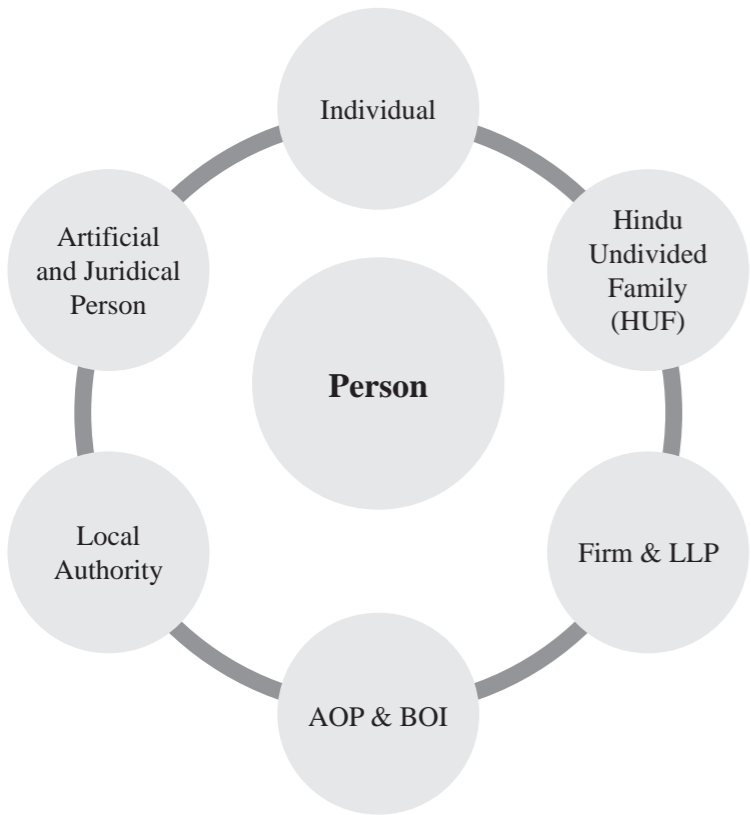 Individual
Hindu
Undivided
Family
(HUF)
Artificial
and Juridical
Person
Person
Local
Authority
Firm & LLP
AOP & BOI